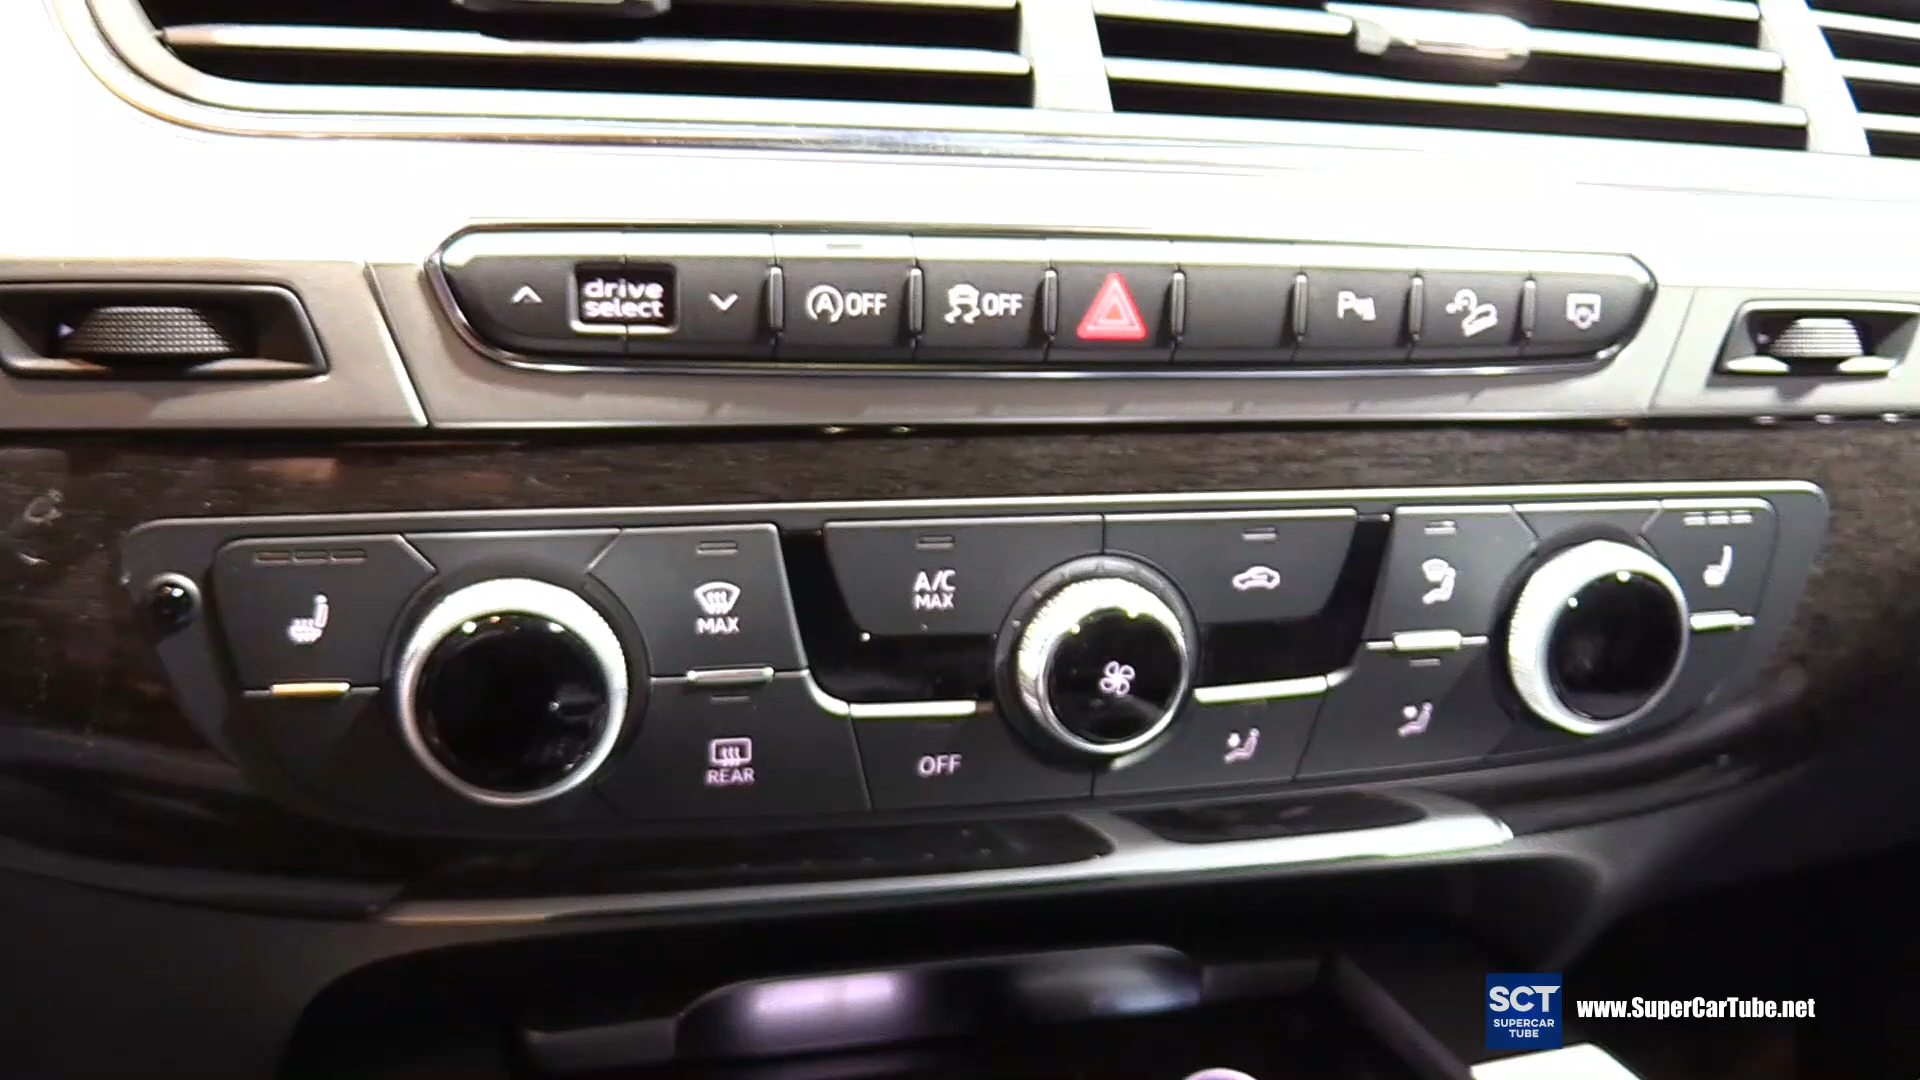 drive
select
A OFF
OFF
P
MAX
A/C
MAX
REAR
OFF
SCT
SUPERCAR
TUBE
www.SuperCarTube.net